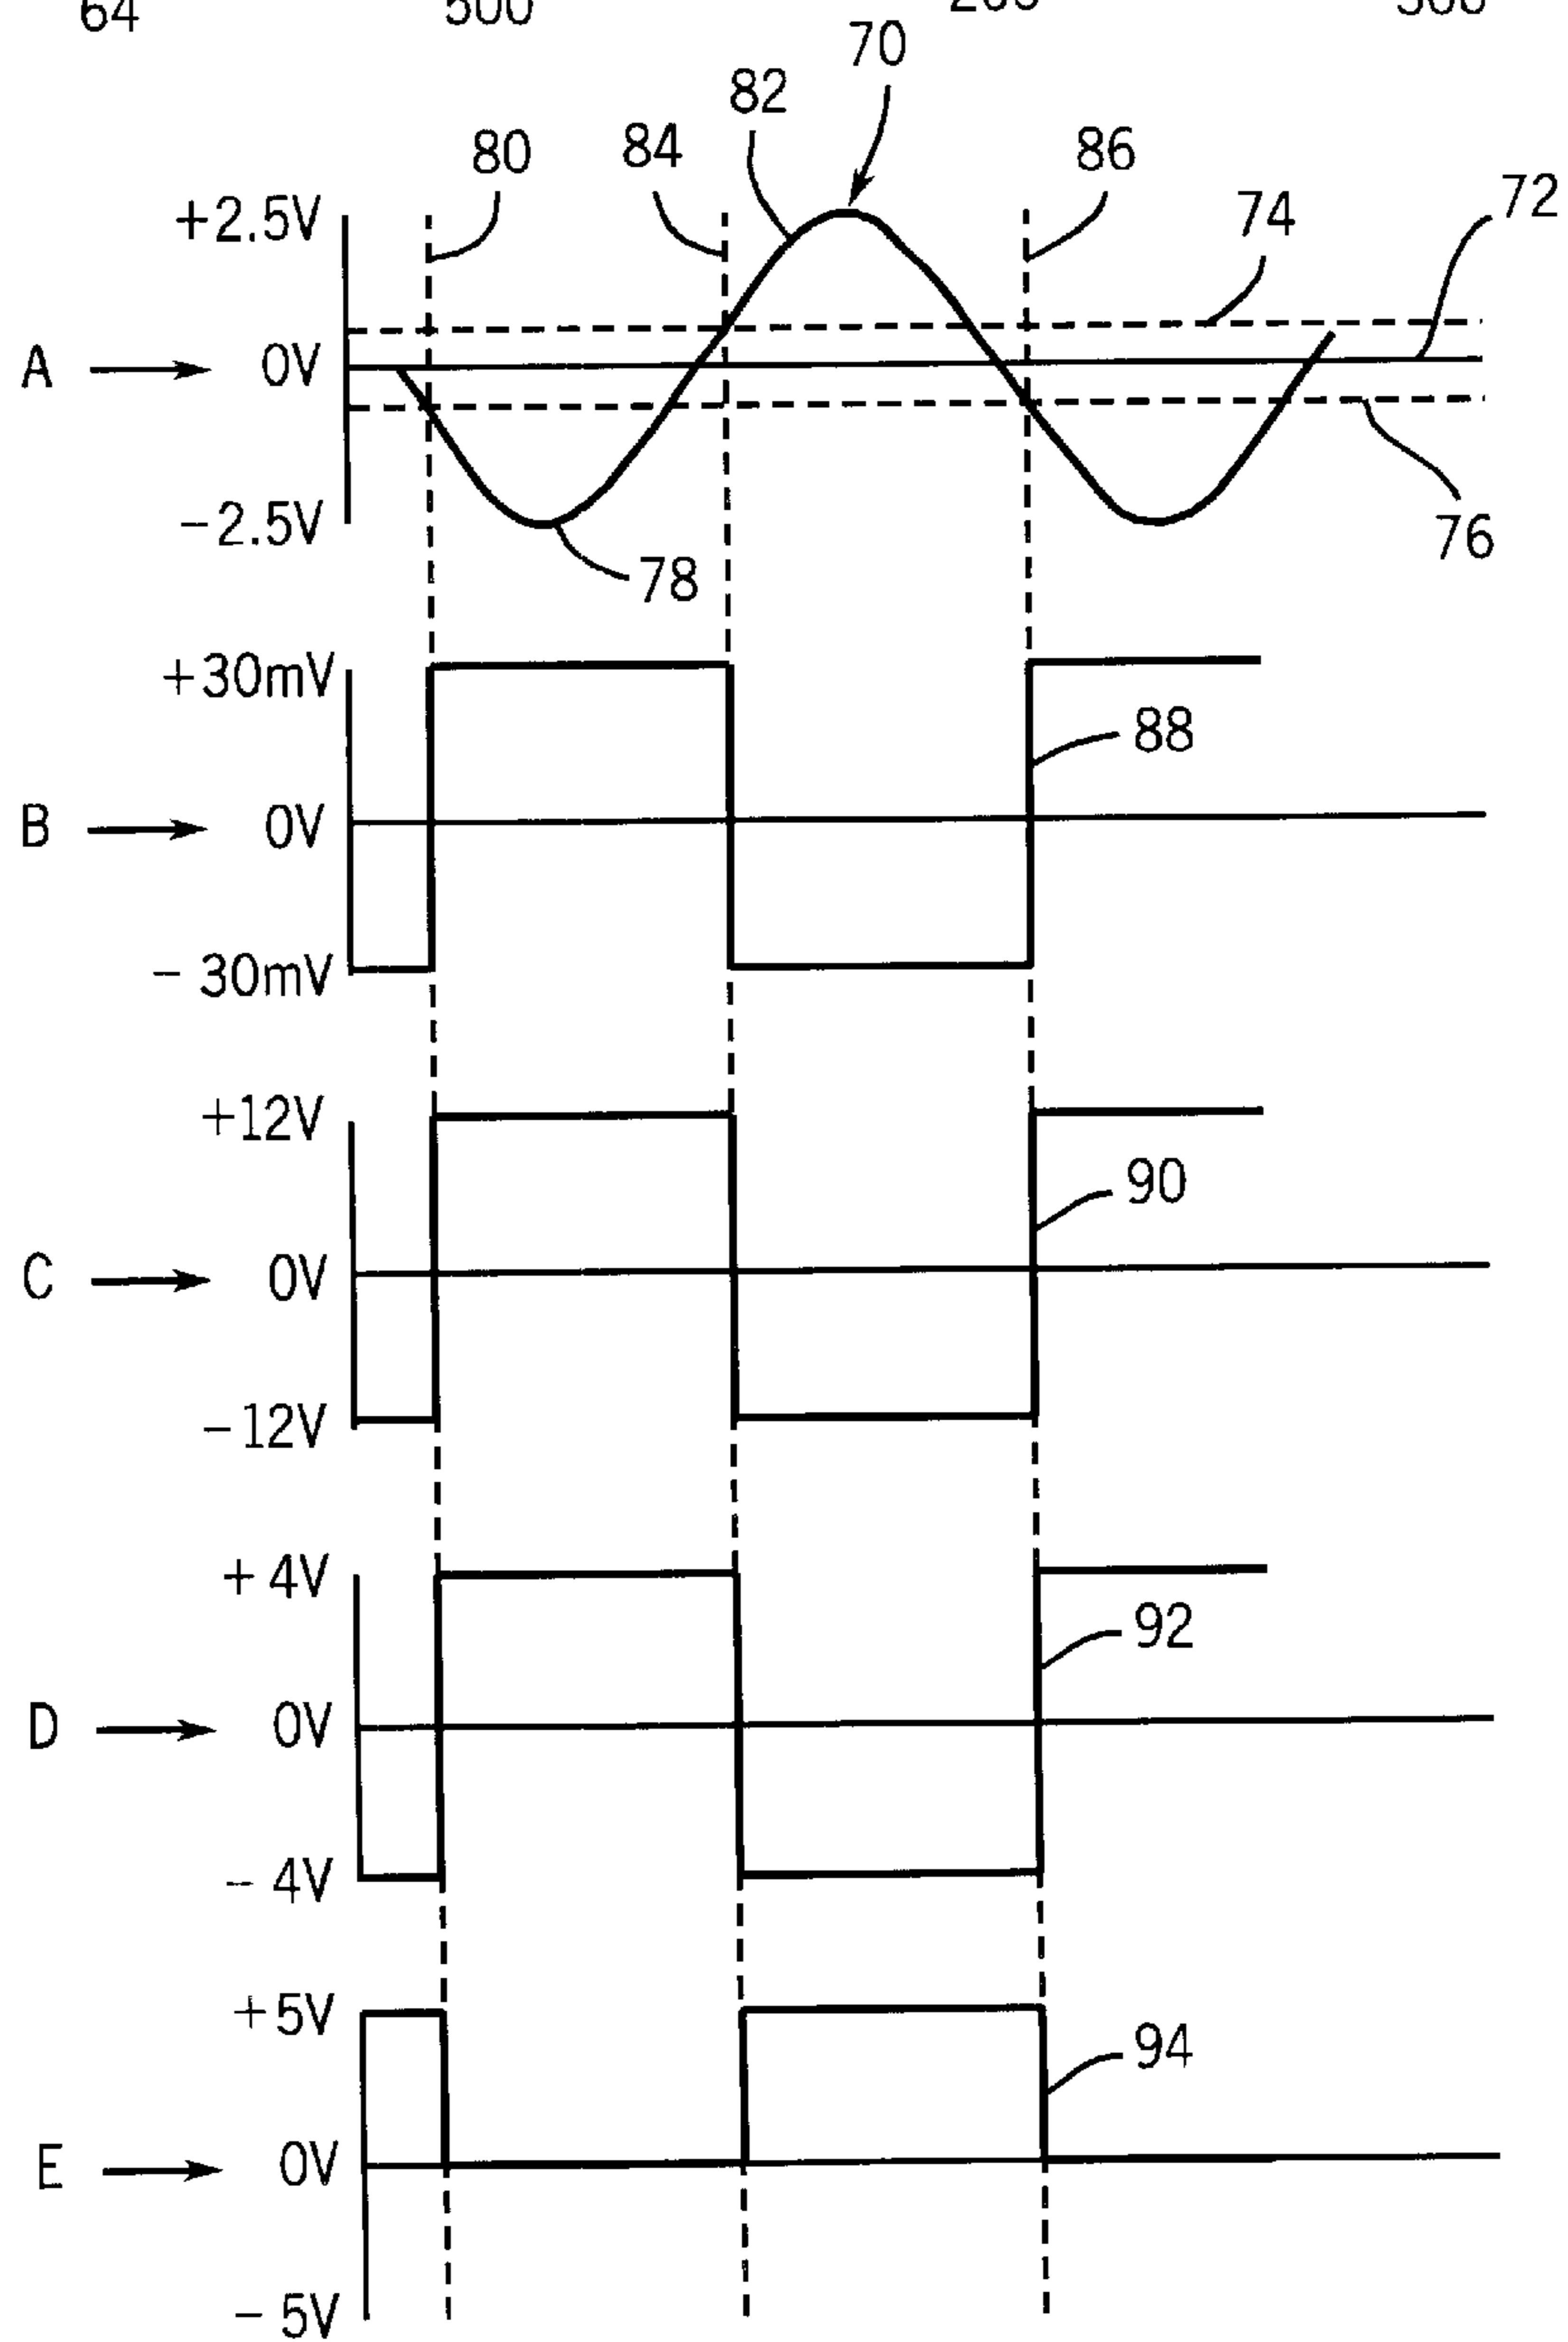 64
70
82
80 84 86
74 72
+2.5V
A 0V
-2.5V
76
78
+30mV
88
B 0V
- 30mV
+12V
90
C 0V
-12V
+ 4V
92
D 0V
- 4V
+ 5V
94
E 0V
- 5V